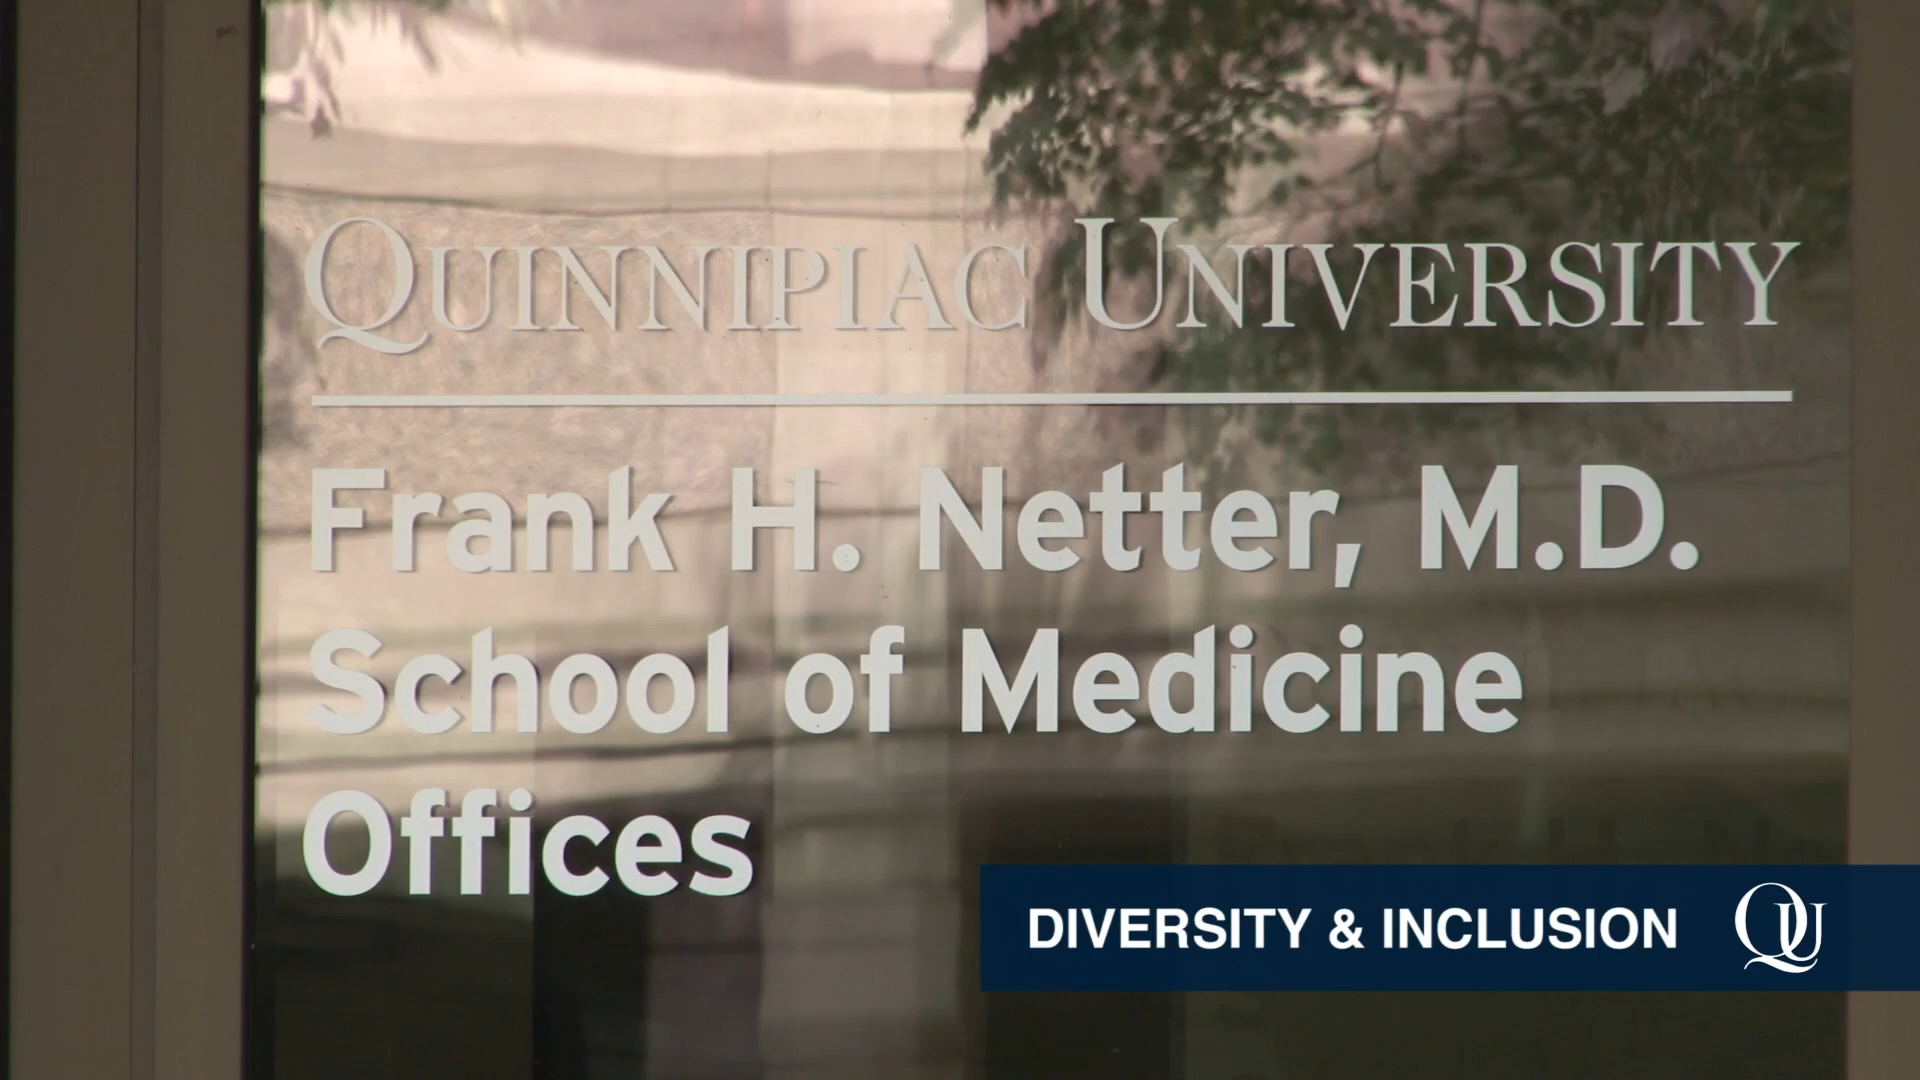 QUINNIPIAC UNIVERSITY
Frank H. Netter, M.D.
School of Medicine
Offices
DIVERSITY & INCLUSION QU